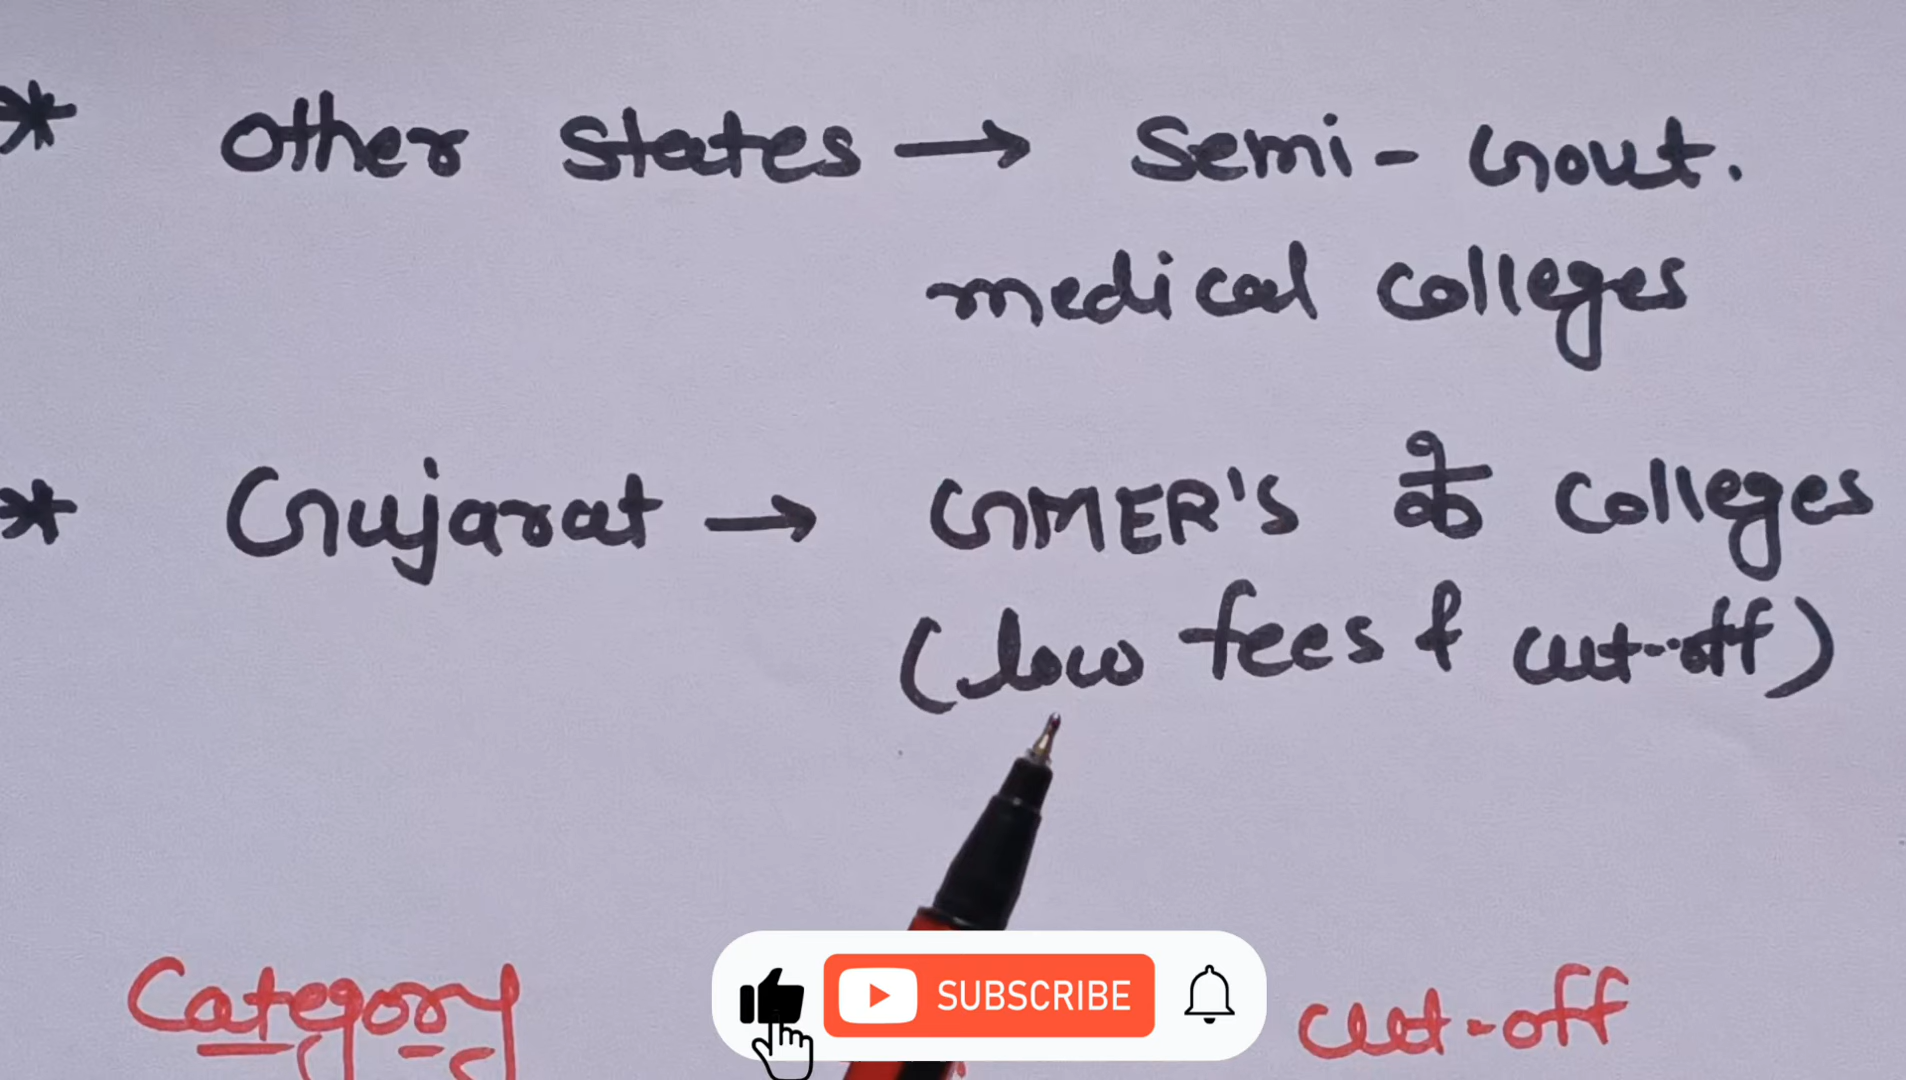 * Other States → Semi - Govt.
medical colleges
* Gujarat → GMER's के Colleges
(low fees & cut-off)
SUBSCRIBE
Category cut-off